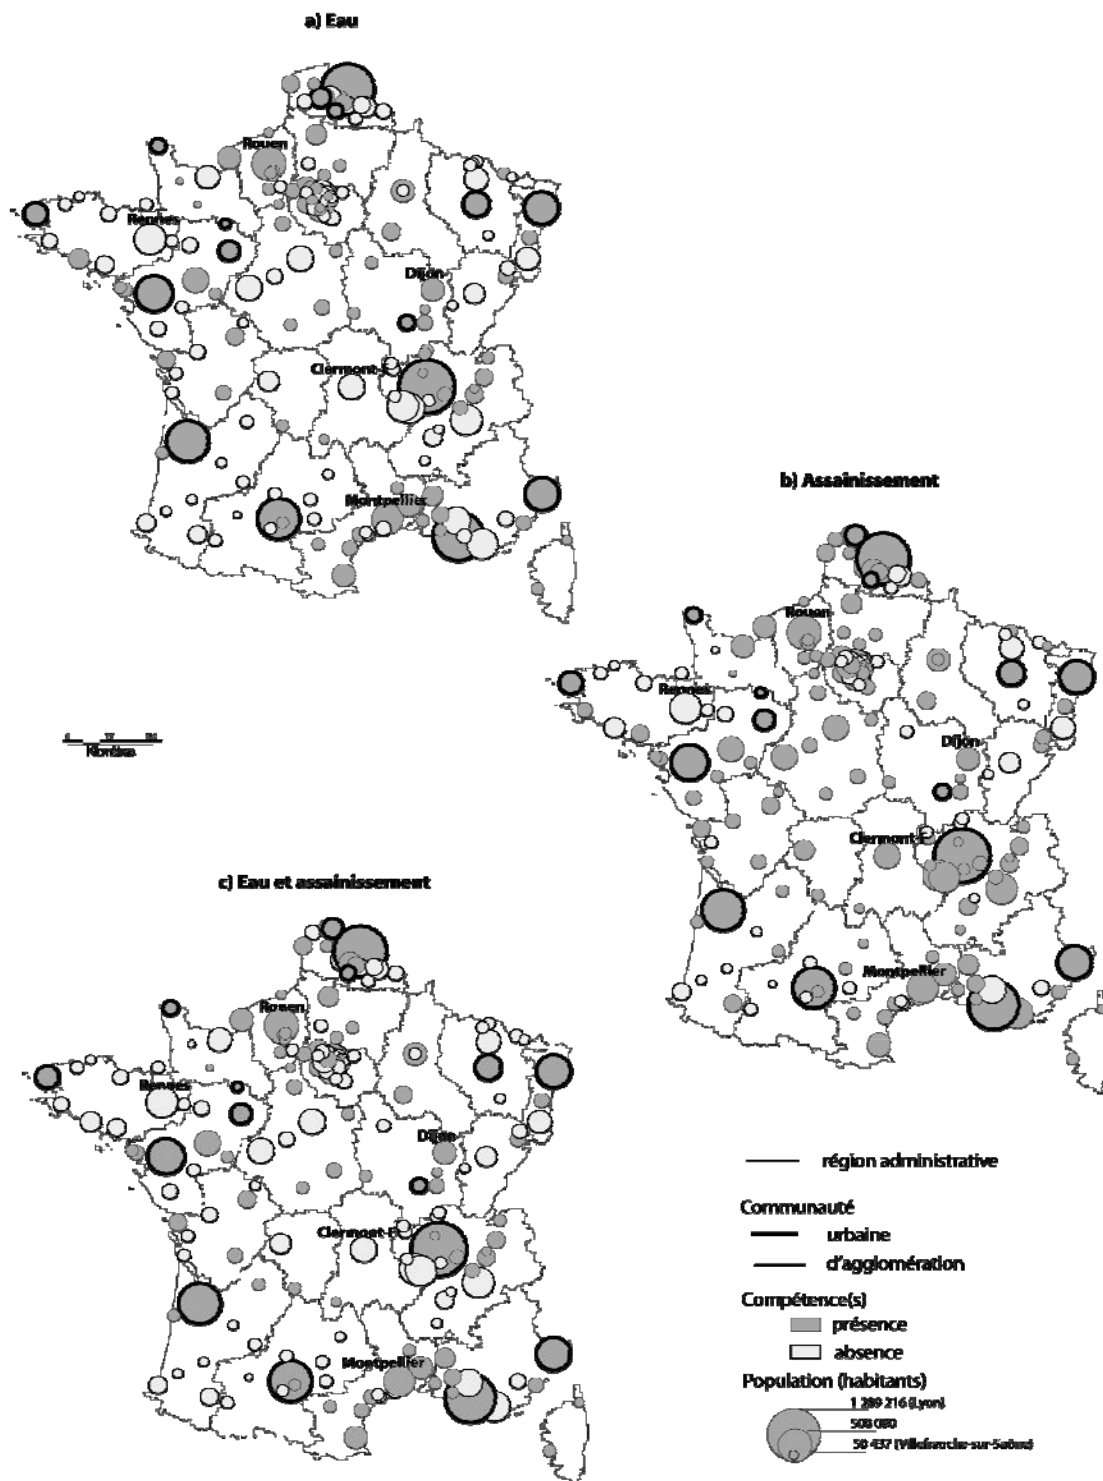 a) Eau
Rouen
Rennes
Dijon
Clermont-F
Montpellier
b) Assainissement
Rouen
Rennes
Dijon
Clermont-F
Montpellier
c) Eau et assainissement
Rouen
Rennes
Dijon
Clermont-F
Montpellier
région administrative
Communauté
urbaine
d'agglomération
Compétence(s)
présence
absence
Population (habitants)
1 289 216 (Lyon)
50 437 (Villefranche-sur-Saône)